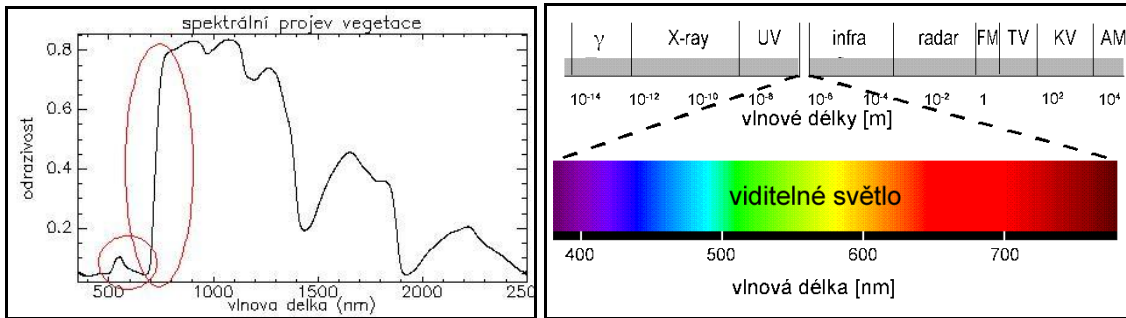 spektrální projev vegetace
0.8
0.6
0.4
0.2
odrazivost
500 1000 1500 2000 250
vlnova delka (nm)
γ X-ray UV infra radar FM TV KV AM
10-14 10-12 10-10 10-8 10-6 10-4 10-2 1 102 104
vlnové délky [m]
viditelné světlo
400 500 600 700
vlnová délka [nm]